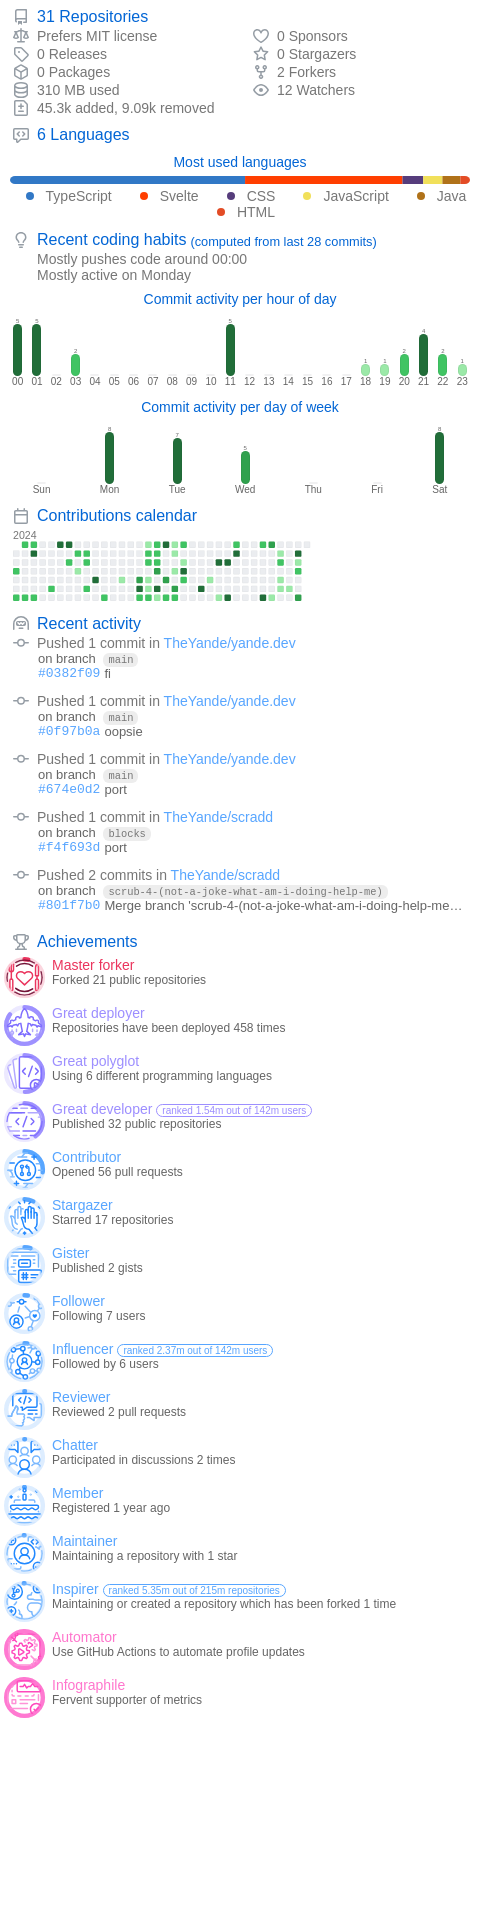 31 Repositories
Prefers MIT license
0 Sponsors
0 Releases
0 Stargazers
0 Packages
2 Forkers
310 MB used
12 Watchers
45.3k added, 9.09k removed
6 Languages
Most used languages
TypeScript Svelte CSS JavaScript Java
HTML
Recent coding habits (computed from last 28 commits)
Mostly pushes code around 00:00
Mostly active on Monday
Commit activity per hour of day
5 5 2 5 1 1 2 4 2 1
00 01 02 03 04 05 06 07 08 09 10 11 12 13 14 15 16 17 18 19 20 21 22 23
Commit activity per day of week
8 7 5 8
Sun Mon Tue Wed Thu Fri Sat
Contributions calendar
2024
Recent activity
Pushed 1 commit in TheYande/yande.dev
on branch main
#0382f09 fi
Pushed 1 commit in TheYande/yande.dev
on branch main
#0f97b0a oopsie
Pushed 1 commit in TheYande/yande.dev
on branch main
#674e0d2 port
Pushed 1 commit in TheYande/scradd
on branch blocks
#f4f693d port
Pushed 2 commits in TheYande/scradd
on branch scrub-4-(not-a-joke-what-am-i-doing-help-me)
#801f7b0 Merge branch 'scrub-4-(not-a-joke-what-am-i-doing-help-me…
Achievements
Master forker
Forked 21 public repositories
Great deployer
Repositories have been deployed 458 times
Great polyglot
Using 6 different programming languages
Great developer ranked 1.54m out of 142m users
Published 32 public repositories
Contributor
Opened 56 pull requests
Stargazer
Starred 17 repositories
Gister
Published 2 gists
Follower
Following 7 users
Influencer ranked 2.37m out of 142m users
Followed by 6 users
Reviewer
Reviewed 2 pull requests
Chatter
Participated in discussions 2 times
Member
Registered 1 year ago
Maintainer
Maintaining a repository with 1 star
Inspirer ranked 5.35m out of 215m repositories
Maintaining or created a repository which has been forked 1 time
Automator
Use GitHub Actions to automate profile updates
Infographile
Fervent supporter of metrics